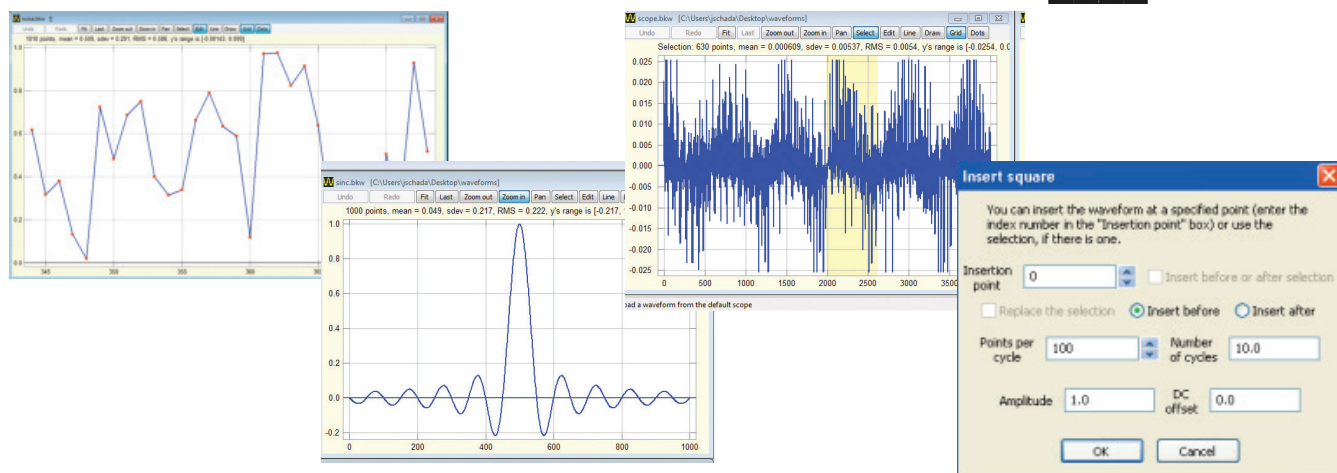 Undo Redo Fit Last Zoom out Zoom in Pan Select Edit Line Draw Grid Dots
1.0
0.8
0.6
0.4
0.2
0.0
345 350 355
scope.bkw [C:\Users\jschada\Desktop\waveforms]
Undo Redo Fit Last Zoom out Zoom in Pan Select Edit Line Draw Grid Dots
Selection: 630 points, mean = 0.000609, sdev = 0.00537, RMS = 0.0054, y's range is [-0.0254, 0.0
0.025
0.020
0.015
0.010
0.005
0.000
-0.005
-0.010
-0.015
-0.020
-0.025
0 500 1000 1500 2000 2500 3000 3500
oad a waveform from the default scope
sinc.bkw [C:\Users\jschada\Desktop\waveforms]
Undo Redo Fit Last Zoom out Zoom in Pan Select Edit Line
1000 points, mean = 0.049, sdev = 0.217, RMS = 0.222, y's range is [-0.217,
1.0
0.8
0.6
0.4
0.2
0.0
-0.2
0 200 400 600 800 1000
Insert square
You can insert the waveform at a specified point (enter the
index number in the "Insertion point" box) or use the
selection, if there is one.
Insertion point 0 Insert before or after selection
Replace the selection Insert before Insert after
Points per cycle 100 Number of cycles 10.0
Amplitude 1.0 DC offset 0.0
OK Cancel